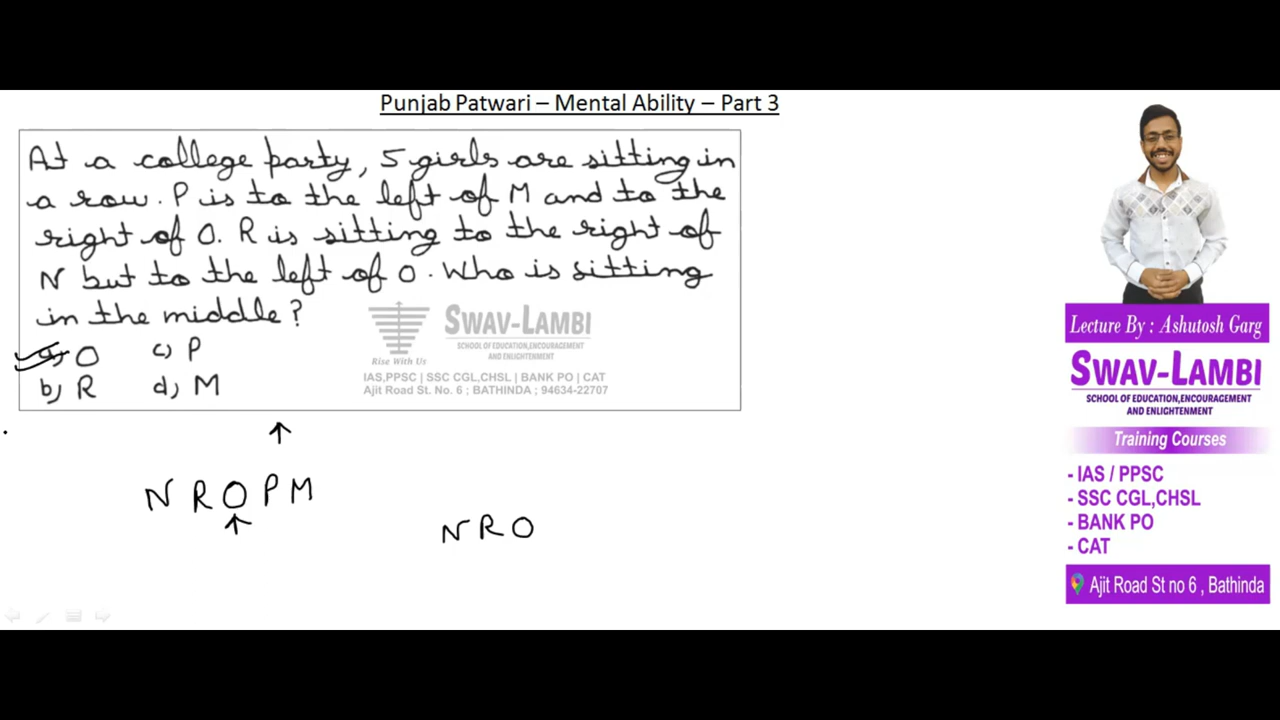 Punjab Patwari – Mental Ability – Part 3
At a college party, 5 girls are sitting in
a row. P is to the left of M and to the
right of O. R is sitting to the right of
N but to the left of O. Who is sitting
in the middle?
a) O c) P
b) R d) M
Rise With Us
SWAV-LAMBI
SCHOOL OF EDUCATION,ENCOURAGEMENT
AND ENLIGHTENMENT
IAS,PPSC | SSC CGL,CHSL | BANK PO | CAT
Ajit Road St. No. 6 ; BATHINDA ; 94634-22707
N R O P M
N R O
Lecture By : Ashutosh Garg
SWAV-LAMBI
SCHOOL OF EDUCATION,ENCOURAGEMENT
AND ENLIGHTENMENT
Training Courses
- IAS / PPSC
- SSC CGL,CHSL
- BANK PO
- CAT
Ajit Road St no 6 , Bathinda